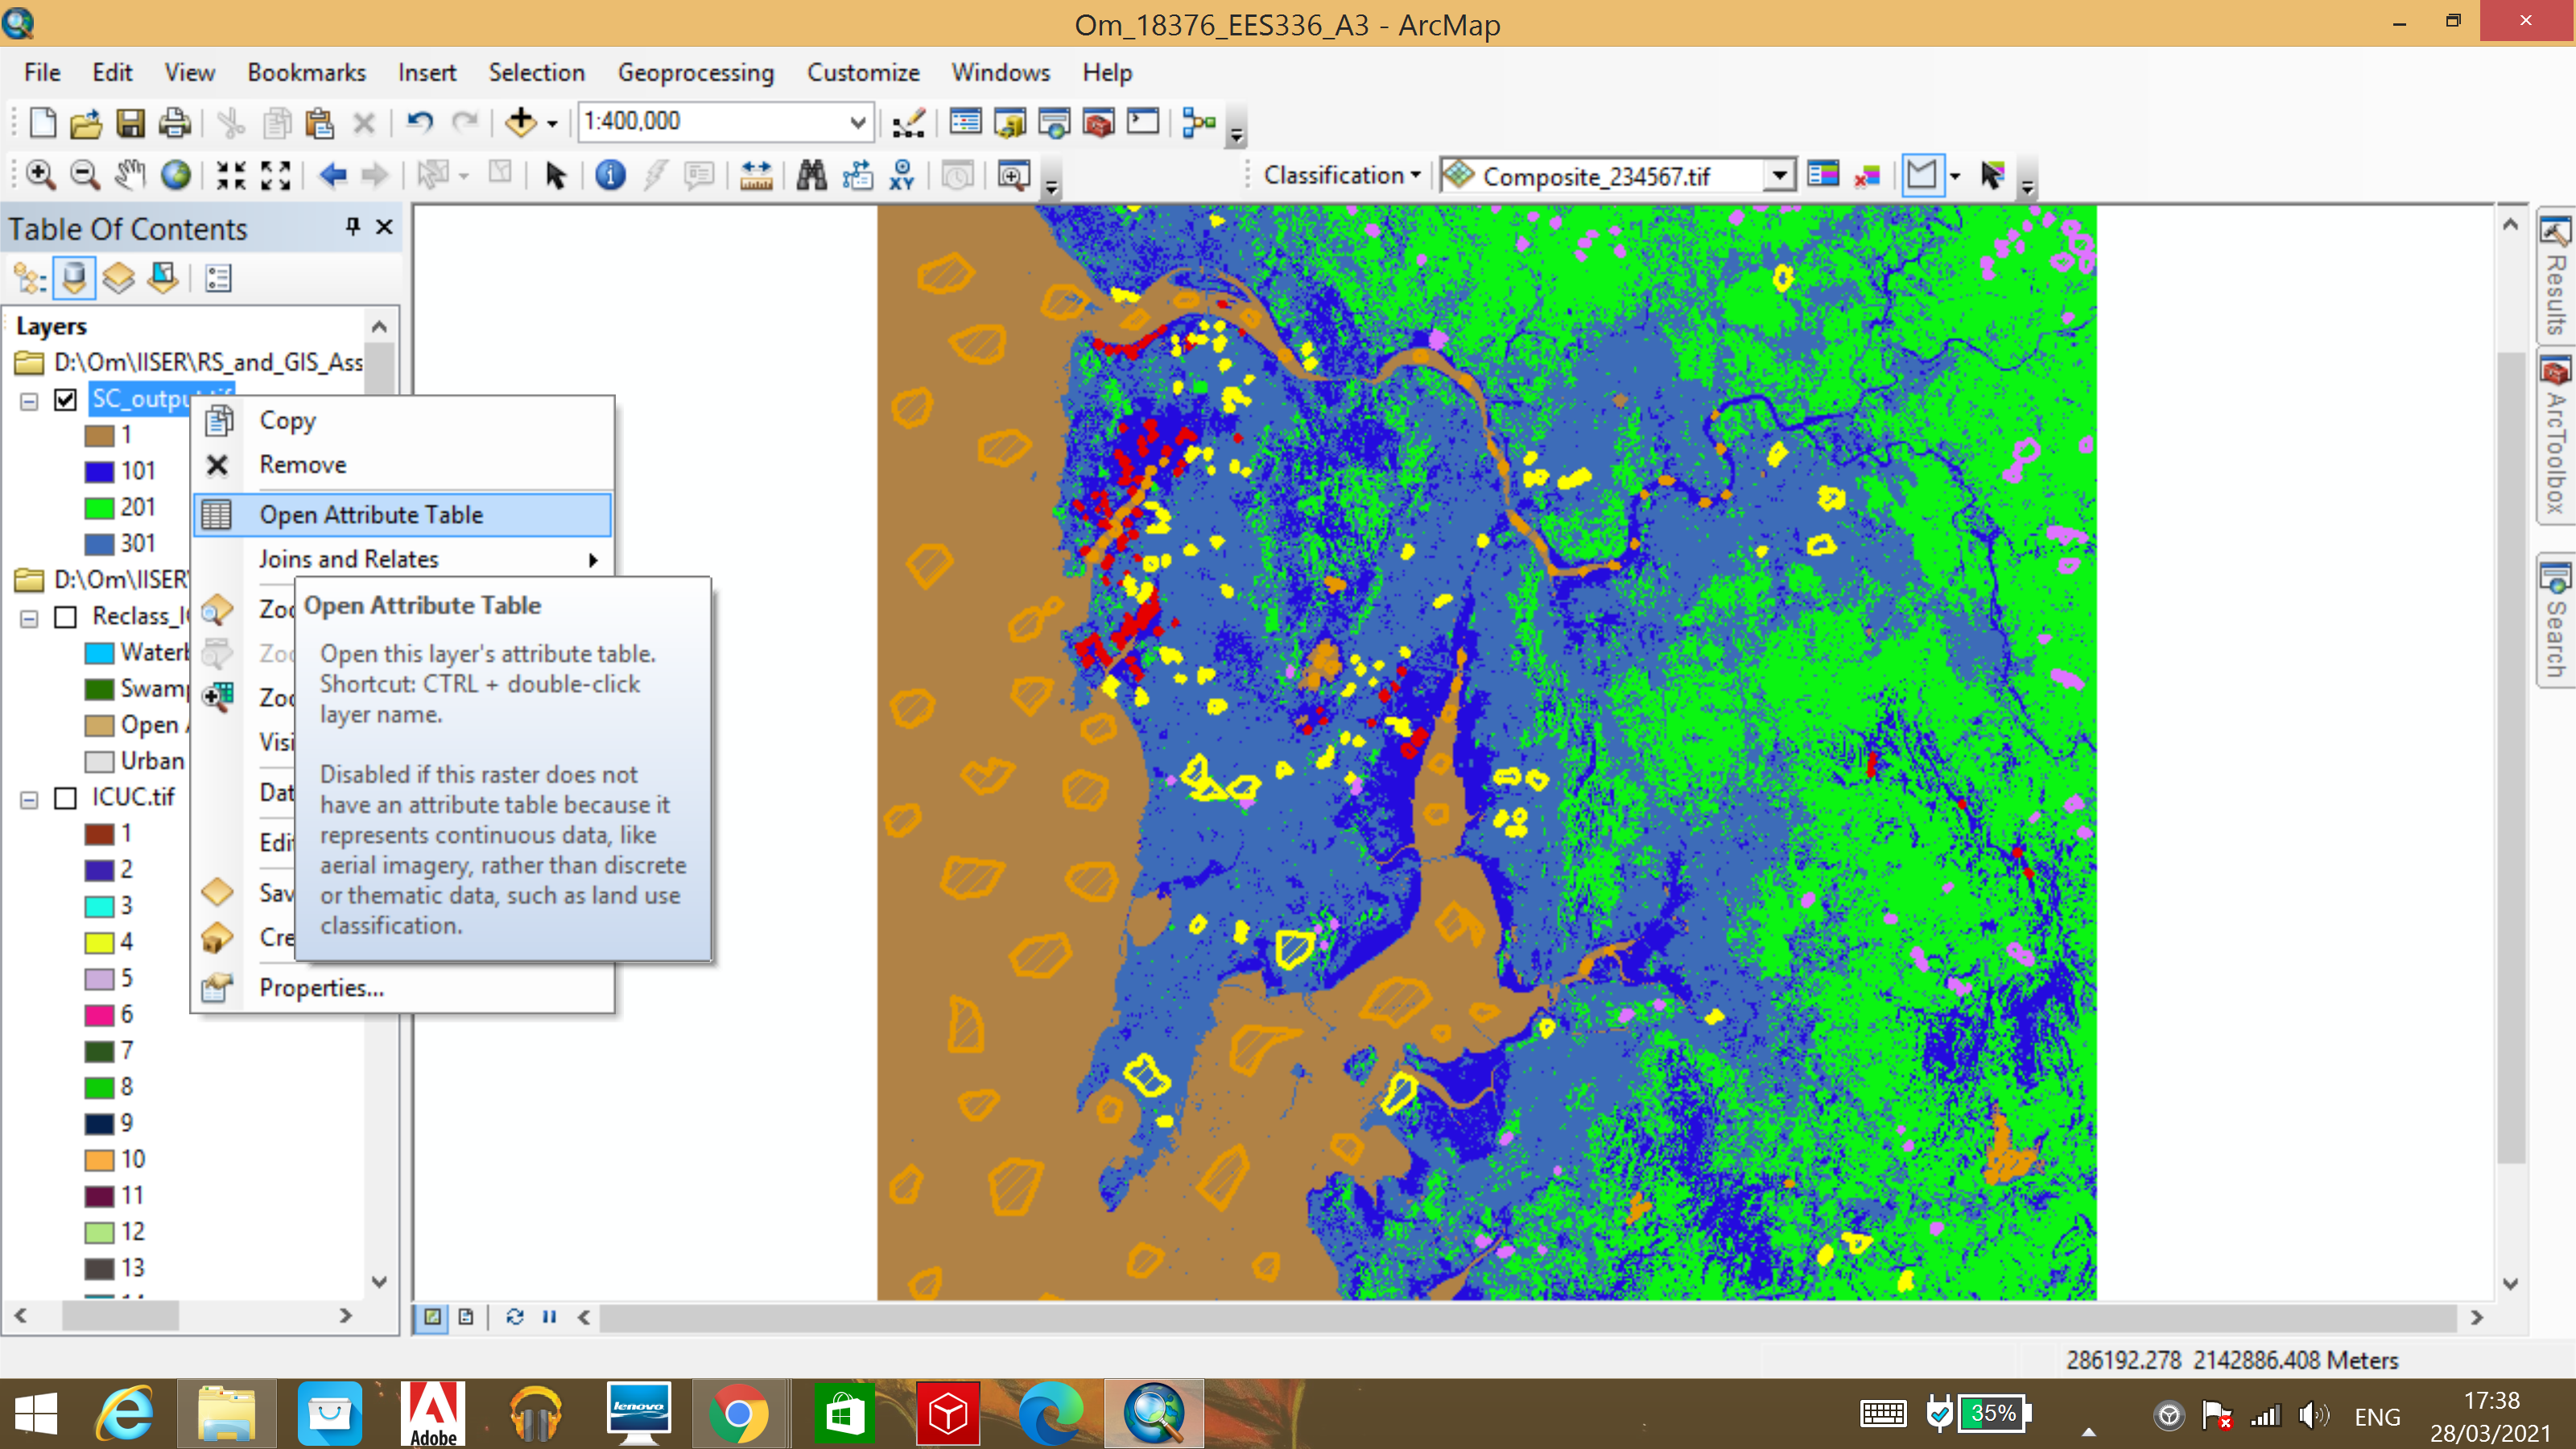 Om_18376_EES336_A3 - ArcMap
File Edit View Bookmarks Insert Selection Geoprocessing Customize Windows Help
1:400,000
Classification Composite_234567.tif
Table Of Contents
Layers
D:\Om\IISER\RS_and_GIS_Ass
SC_output.tif
1
101
201
301
D:\Om\IISER\
Reclass_I
Water
Swam
Open
Urban
ICUC.tif
1
2
3
4
5
6
7
8
9
10
11
12
13
Copy
Remove
Open Attribute Table
Joins and Relates
Zoo
Zoo
Zoo
Visi
Dat
Edi
Sav
Cre
Properties...
Open Attribute Table
Open this layer's attribute table.
Shortcut: CTRL + double-click
layer name.
Disabled if this raster does not
have an attribute table because it
represents continuous data, like
aerial imagery, rather than discrete
or thematic data, such as land use
classification.
Results
ArcToolbox
Search
286192.278 2142886.408 Meters
Adobe
lenovo
35%
ENG
17:38
28/03/2021